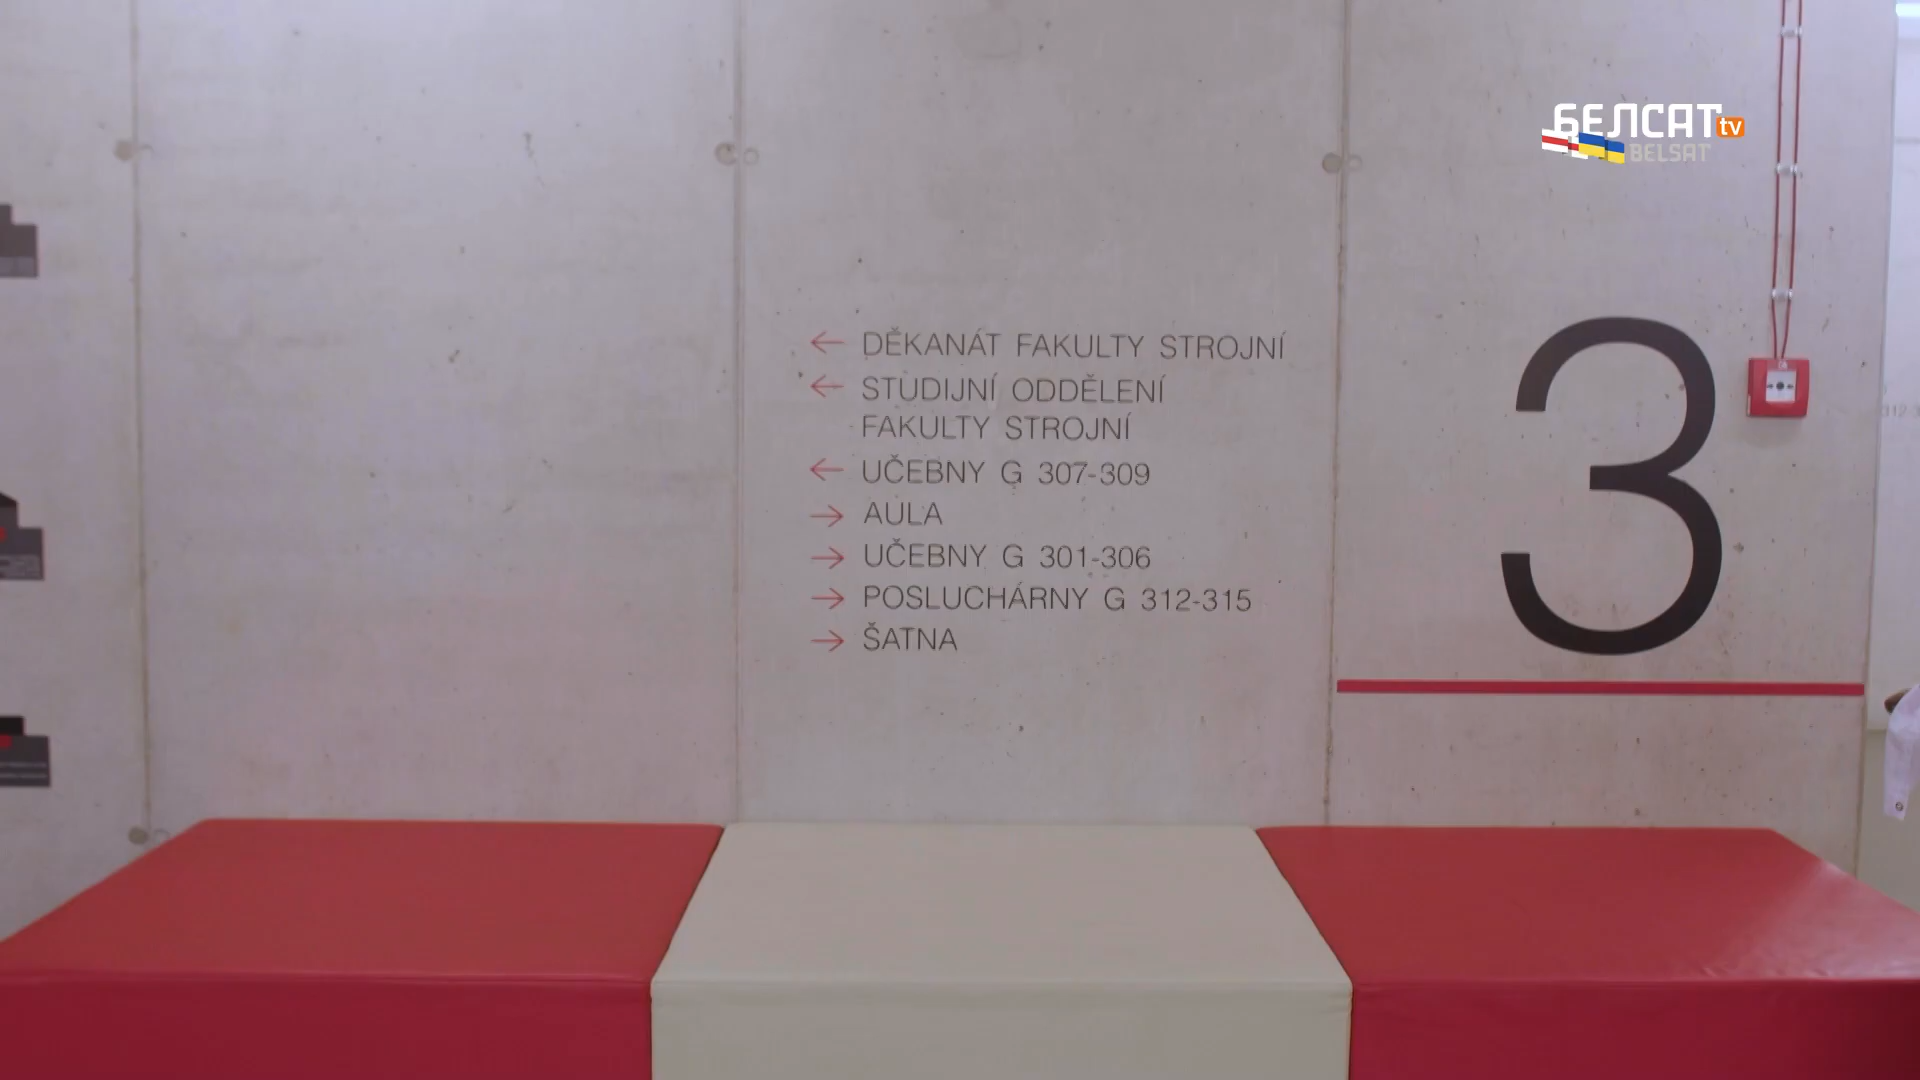 БЕЛСАТ tv
BELSAT
← DĚKANÁT FAKULTY STROJNÍ
← STUDIJNÍ ODDĚLENÍ
FAKULTY STROJNÍ
← UČEBNY G 307-309
→ AULA
→ UČEBNY G 301-306
→ POSLUCHÁRNY G 312-315
→ ŠATNA
3